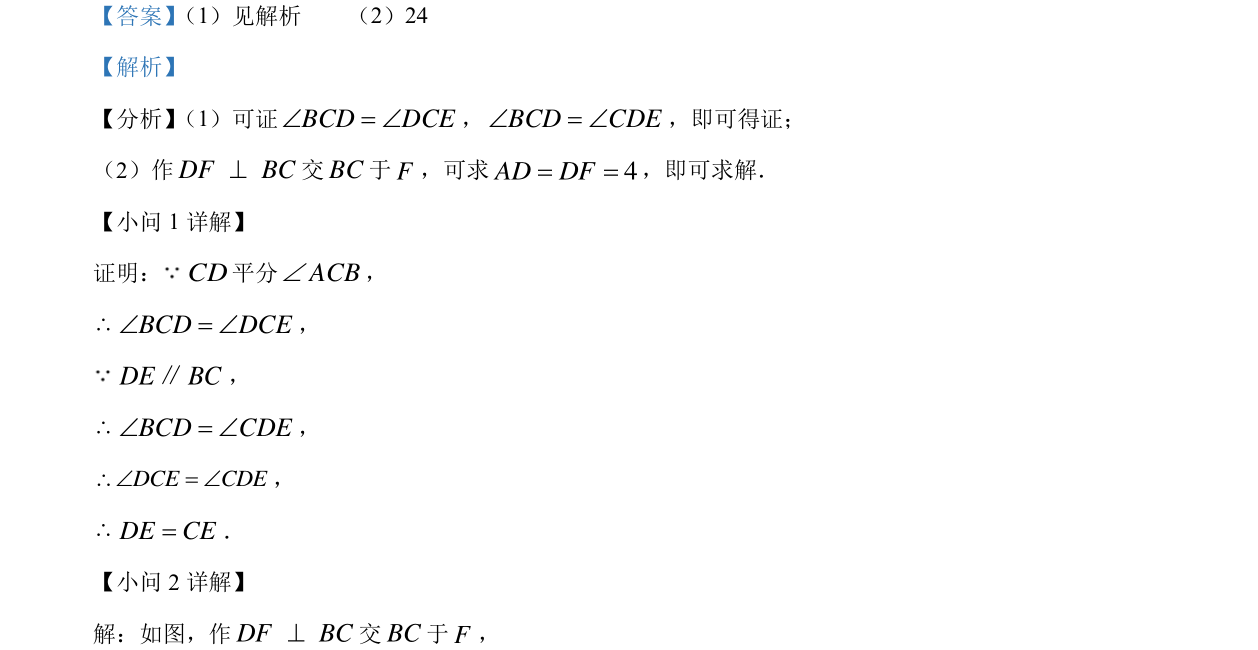 【答案】（1）见解析 （2）24
【解析】
【分析】（1）可证∠BCD=∠DCE，∠BCD=∠CDE，即可得证；
（2）作DF ⊥ BC交BC于F，可求AD=DF=4，即可求解．
【小问 1 详解】
证明：∵CD平分∠ACB，
∴∠BCD=∠DCE，
∵DE∥BC，
∴∠BCD=∠CDE，
∴∠DCE=∠CDE，
∴DE=CE．
【小问 2 详解】
解：如图，作DF ⊥ BC交BC于F，